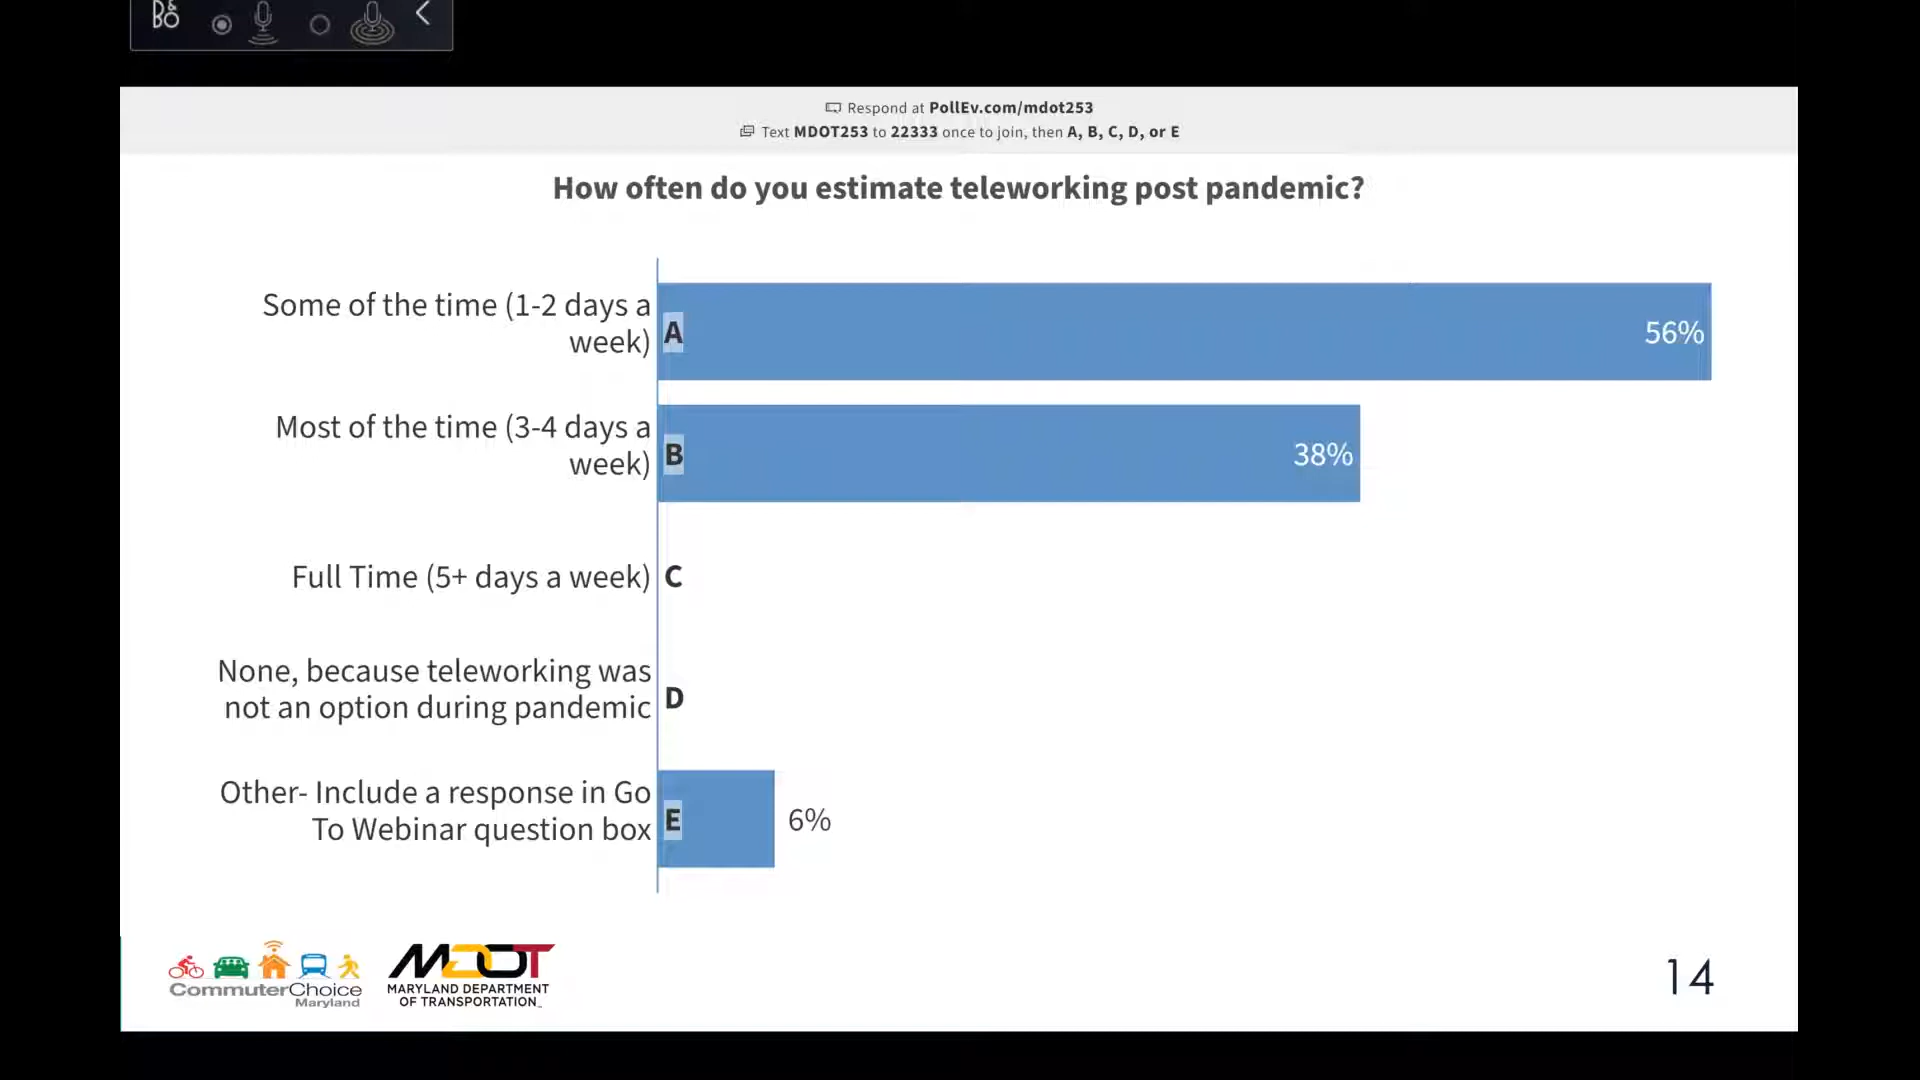 B&O
Respond at PollEv.com/mdot253
Text MDOT253 to 22333 once to join, then A, B, C, D, or E
How often do you estimate teleworking post pandemic?
Some of the time (1-2 days a
week)
A
56%
Most of the time (3-4 days a
week)
B
38%
Full Time (5+ days a week)
C
None, because teleworking was
not an option during pandemic
D
Other- Include a response in Go
To Webinar question box
E
6%
CommuterChoice
Maryland
MDOT
MARYLAND DEPARTMENT
OF TRANSPORTATION
14